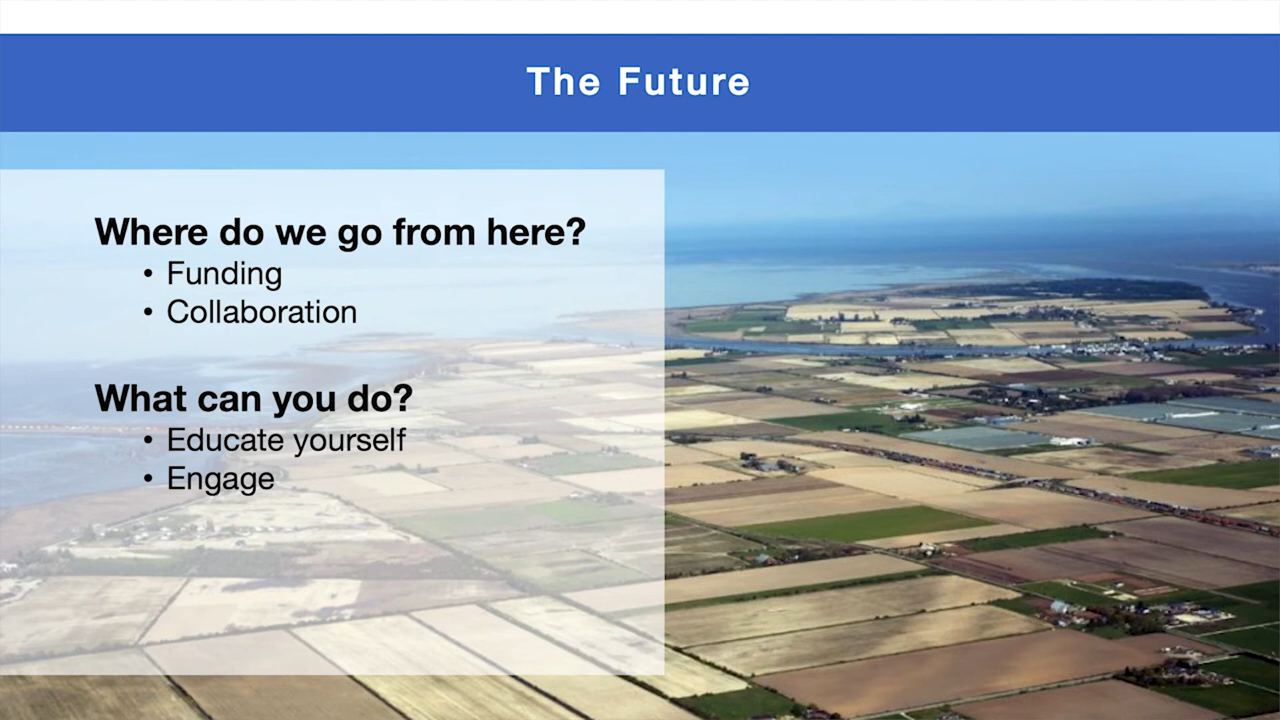 The Future
Where do we go from here?
• Funding
• Collaboration
What can you do?
• Educate yourself
• Engage